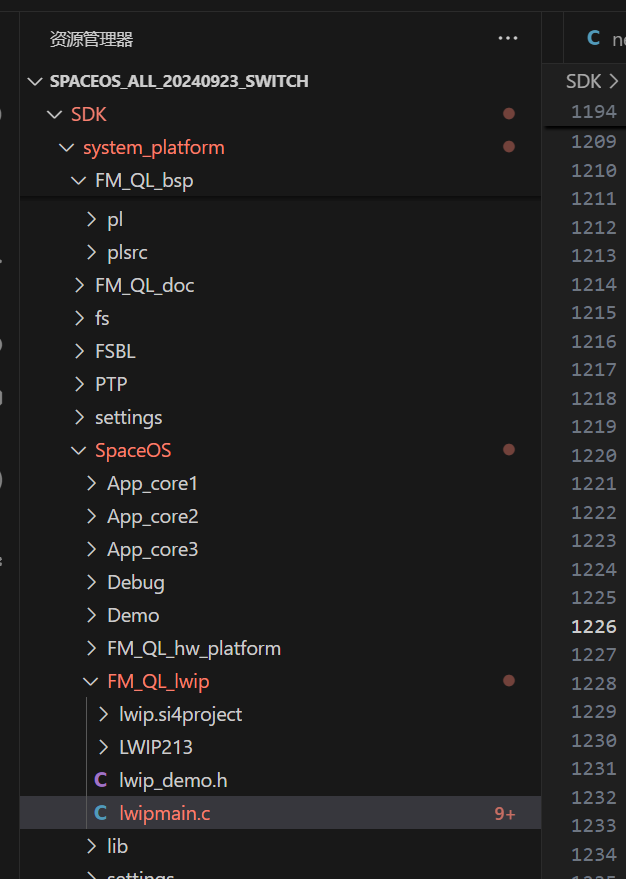 资源管理器
···
C
SPACEOS_ALL_20240923_SWITCH
SDK
SDK
system_platform
FM_QL_bsp
pl
plsrc
FM_QL_doc
fs
FSBL
PTP
settings
SpaceOS
App_core1
App_core2
App_core3
Debug
Demo
FM_QL_hw_platform
FM_QL_lwip
lwip.si4project
LWIP213
C lwip_demo.h
C lwipmain.c 9+
lib
settings
1194
1209
1210
1211
1212
1213
1214
1215
1216
1217
1218
1219
1220
1221
1222
1223
1224
1225
1226
1227
1228
1229
1230
1231
1232
1233
1234